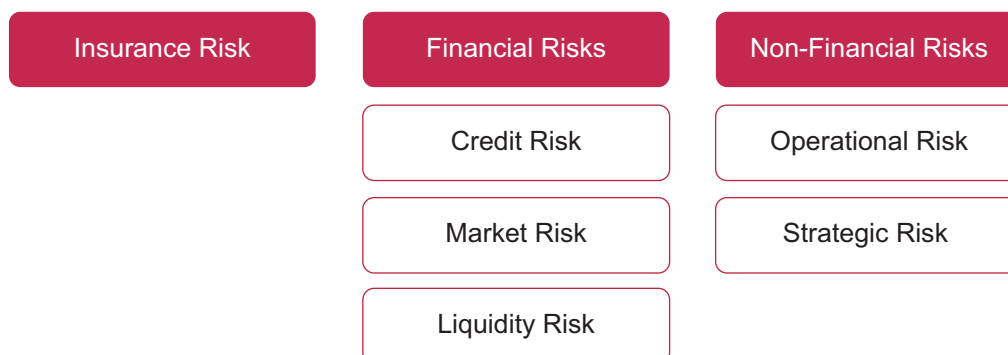 Insurance Risk
Financial Risks
Non-Financial Risks
Credit Risk
Operational Risk
Market Risk
Strategic Risk
Liquidity Risk